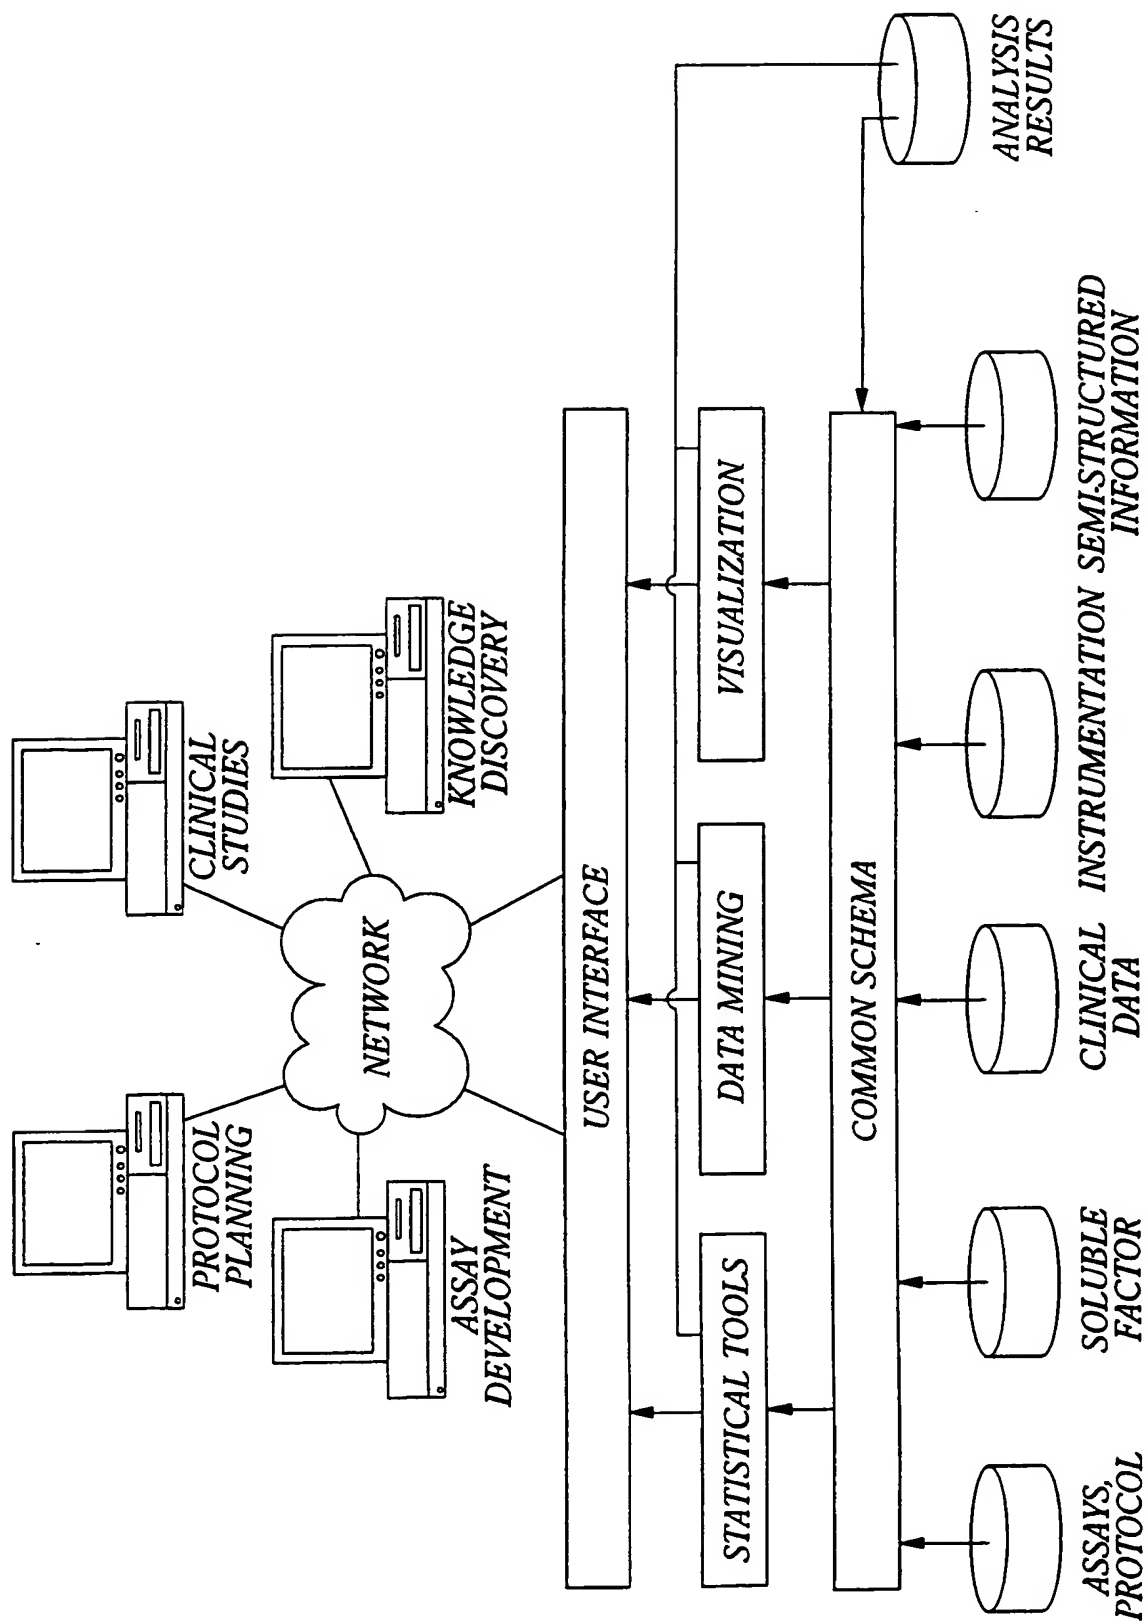 PROTOCOL
PLANNING
CLINICAL
STUDIES
ASSAY
DEVELOPMENT
NETWORK
KNOWLEDGE
DISCOVERY
USER INTERFACE
STATISTICAL TOOLS
DATA MINING
VISUALIZATION
COMMON SCHEMA
ANALYSIS
RESULTS
ASSAYS,
PROTOCOL
SOLUBLE
FACTOR
CLINICAL
DATA
INSTRUMENTATION
SEMI-STRUCTURED
INFORMATION